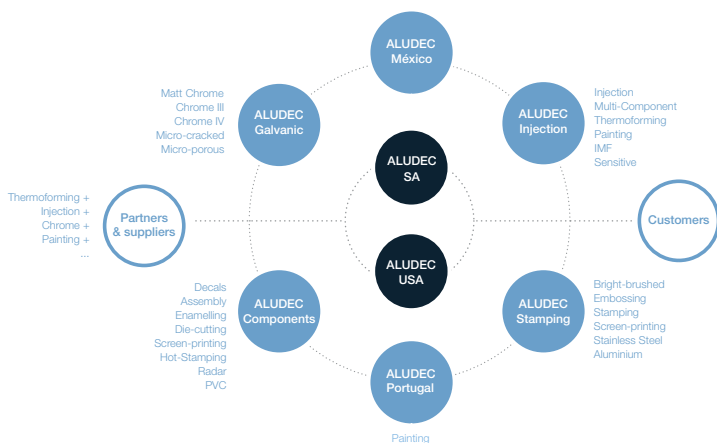 ALUDEC
México
Matt Chrome
Chrome III
Chrome IV
Micro-cracked
Micro-porous
ALUDEC
Galvanic
ALUDEC
Injection
Injection
Multi-Component
Thermoforming
Painting
IMF
Sensitive
ALUDEC
SA
Thermoforming +
Injection +
Chrome +
Painting +
...
Partners
& suppliers
Customers
ALUDEC
USA
Decals
Assembly
Enamelling
Die-cutting
Screen-printing
Hot-Stamping
Radar
PVC
ALUDEC
Components
ALUDEC
Stamping
Bright-brushed
Embossing
Stamping
Screen-printing
Stainless Steel
Aluminium
ALUDEC
Portugal
Painting